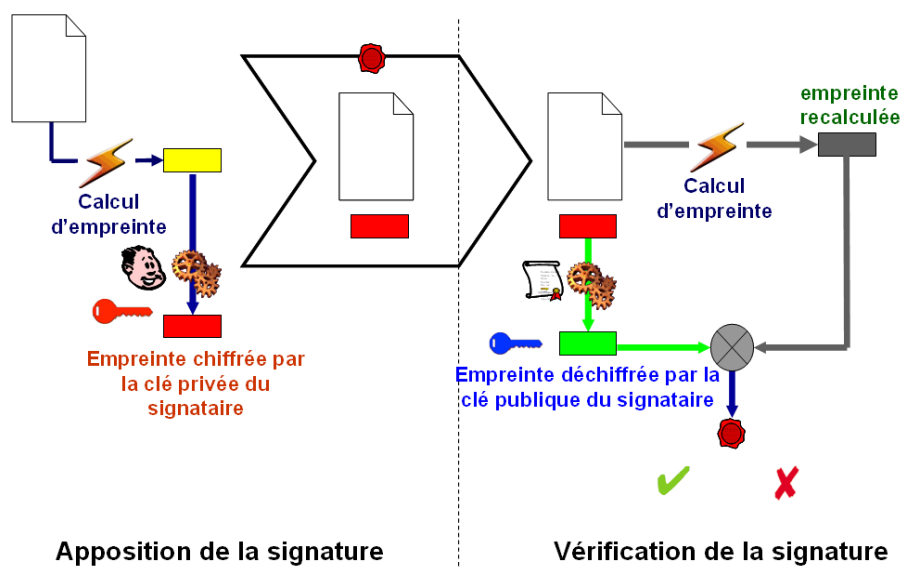 empreinte
recalculée
Calcul
d’empreinte
Calcul
d’empreinte
Empreinte chiffrée par
la clé privée du
signataire
Empreinte déchiffrée par la
clé publique du signataire
Apposition de la signature
Vérification de la signature